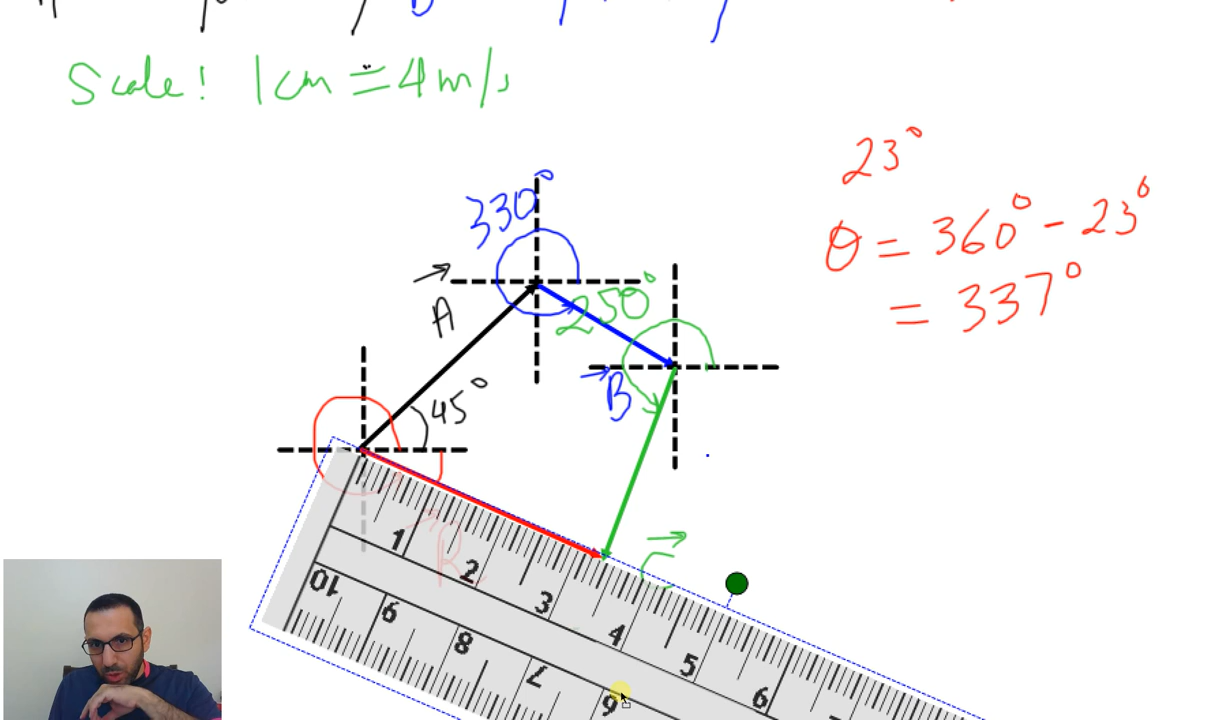 Scale! 1cm = 4m/s
23°
θ = 360° - 23°
= 337°
330°
250°
A
B
45°
R
C
1 2 3 4 5 6
10 9 8 7 6